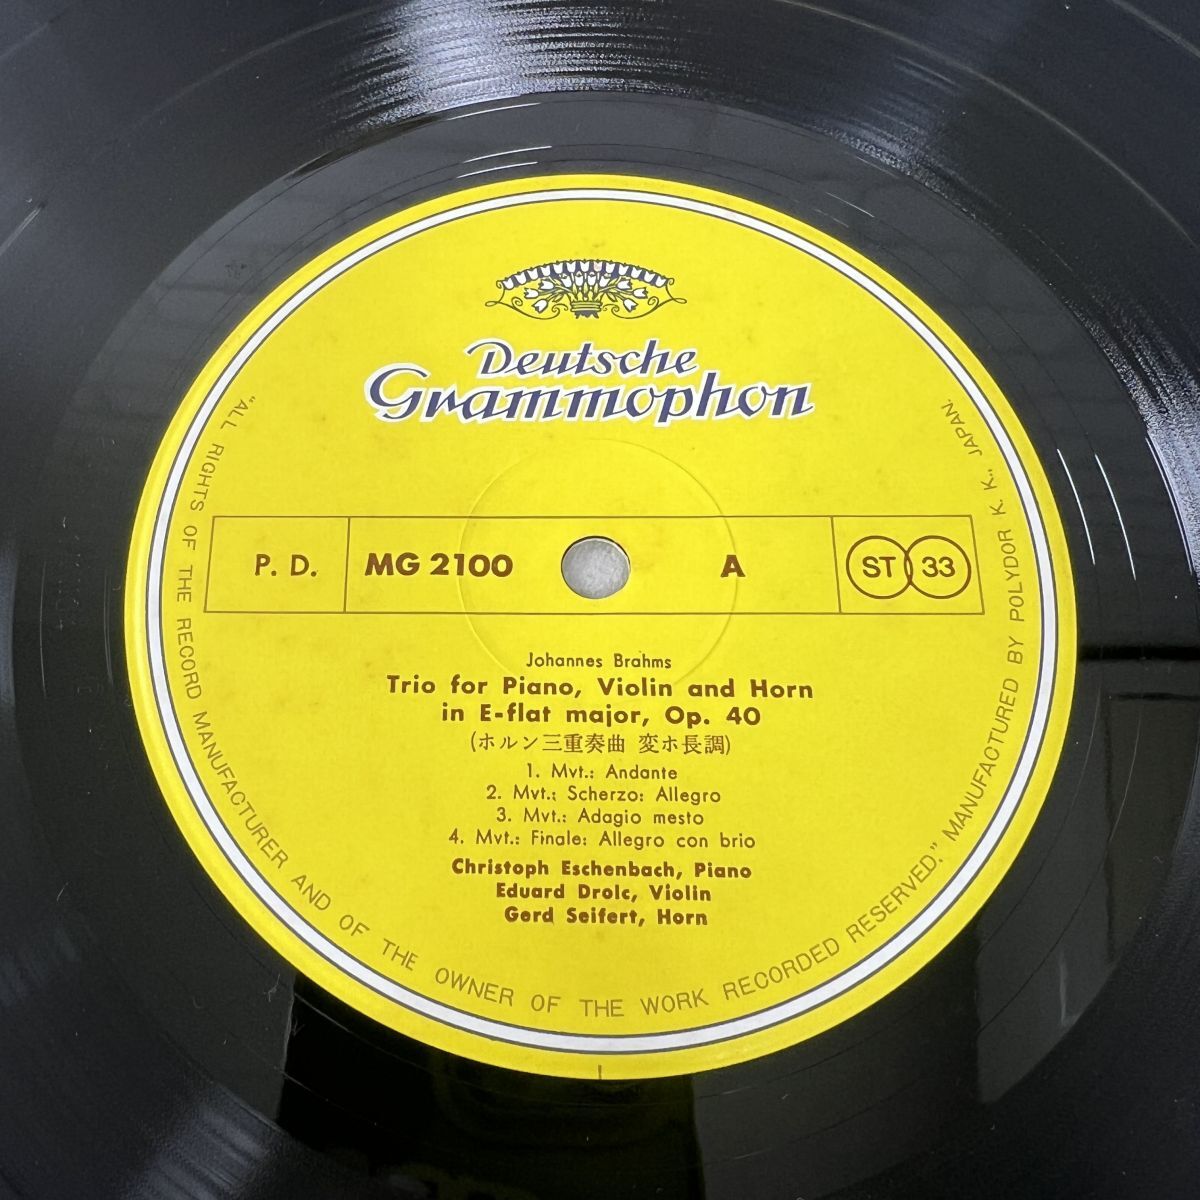 Deutsche
Grammophon
P. D. MG 2100 A ST 33
Johannes Brahms
Trio for Piano, Violin and Horn
in E-flat major, Op. 40
(ホルン三重奏曲 変ホ長調)
1. Mvt.: Andante
2. Mvt.: Scherzo: Allegro
3. Mvt.: Adagio mesto
4. Mvt.: Finale: Allegro con brio
Christoph Eschenbach, Piano
Eduard Drolc, Violin
Gerd Seifert, Horn
"ALL RIGHTS OF THE RECORD MANUFACTURER AND OF THE OWNER OF THE WORK RECORDED RESERVED." MANUFACTURED BY POLYDOR K. K., JAPAN.